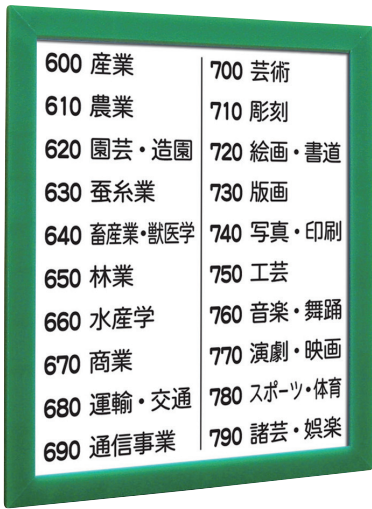 600 産業
610 農業
620 園芸・造園
630 蚕糸業
640 畜産業・獣医学
650 林業
660 水産学
670 商業
680 運輸・交通
690 通信事業
700 芸術
710 彫刻
720 絵画・書道
730 版画
740 写真・印刷
750 工芸
760 音楽・舞踊
770 演劇・映画
780 スポーツ・体育
790 諸芸・娯楽